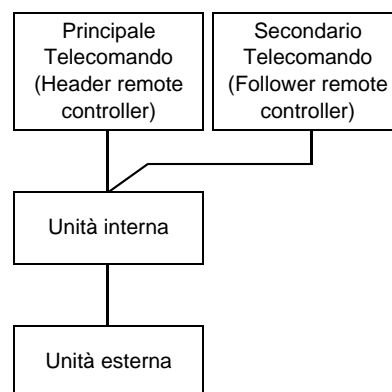 Principale
Telecomando
(Header remote
controller)
Secondario
Telecomando
(Follower remote
controller)
Unità interna
Unità esterna